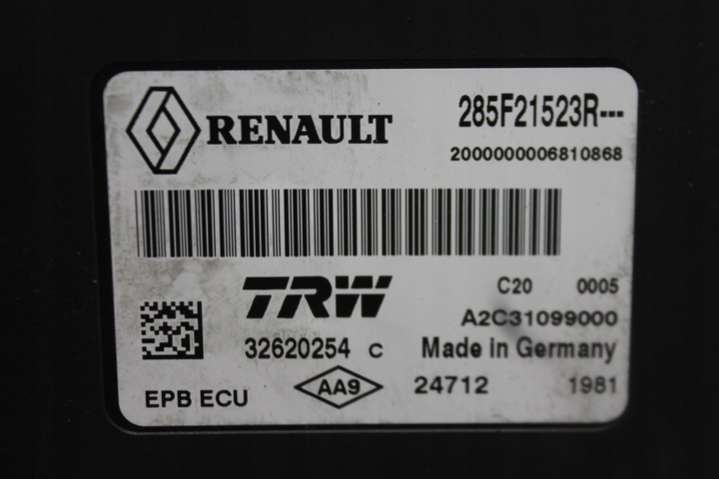 RENAULT 285F21523R---
2000000006810868
TRW C20 0005
A2C31099000
32620254 C Made in Germany
EPB ECU AA9 24712 1981